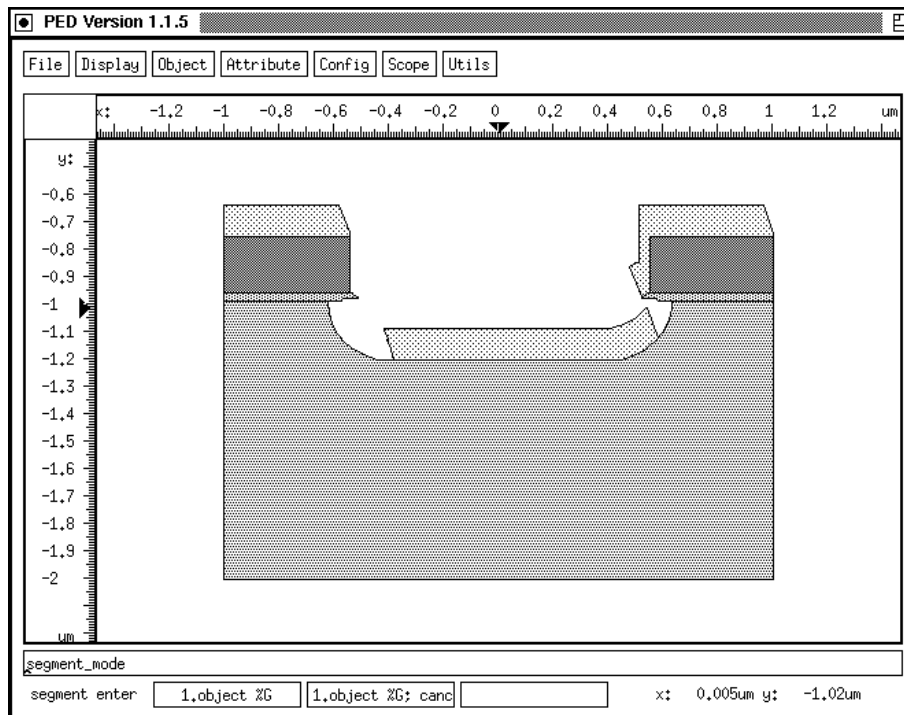 PED Version 1.1.5
File Display Object Attribute Config Scope Utils
x: -1.2 -1 -0.8 -0.6 -0.4 -0.2 0 0.2 0.4 0.6 0.8 1 1.2 um
y:
-0.6
-0.7
-0.8
-0.9
-1
-1.1
-1.2
-1.3
-1.4
-1.5
-1.6
-1.7
-1.8
-1.9
-2
um
segment_mode
segment enter 1.object %G 1.object %G; canc x: 0.005um y: -1.02um